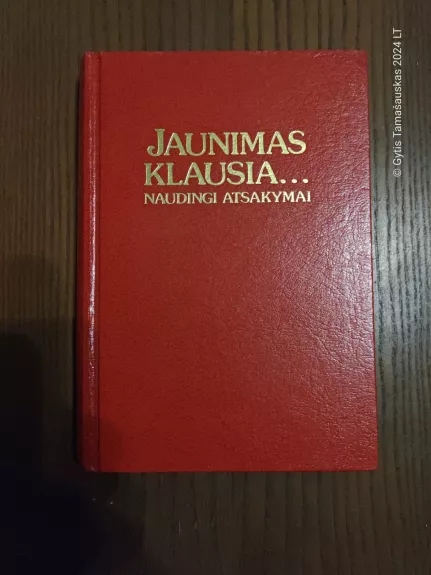 JAUNIMAS
KLAUSIA...
NAUDINGI ATSAKYMAI
© Gytis Tamašauskas 2024 LT